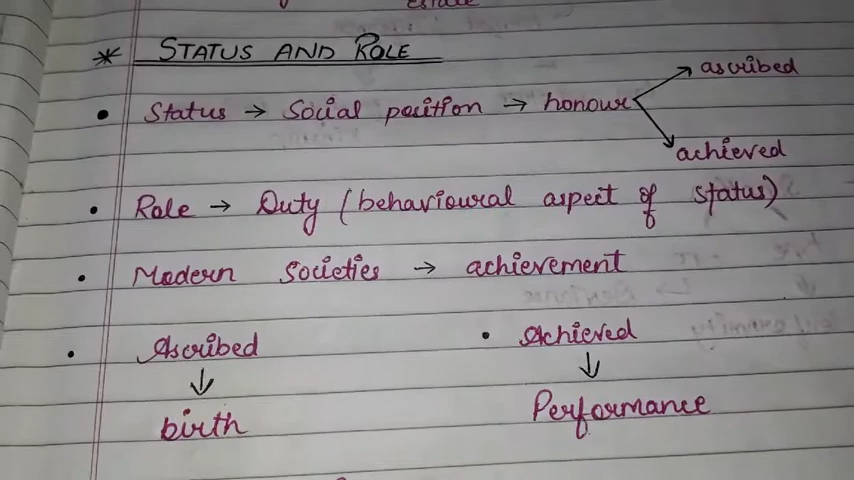 Estate
* STATUS AND ROLE
• Status → Social position → honour
ascribed
achieved
• Role → Duty (behavioural aspect of status)
• Modern societies → achievement
• Ascribed • Achieved
↓ ↓
birth Performance